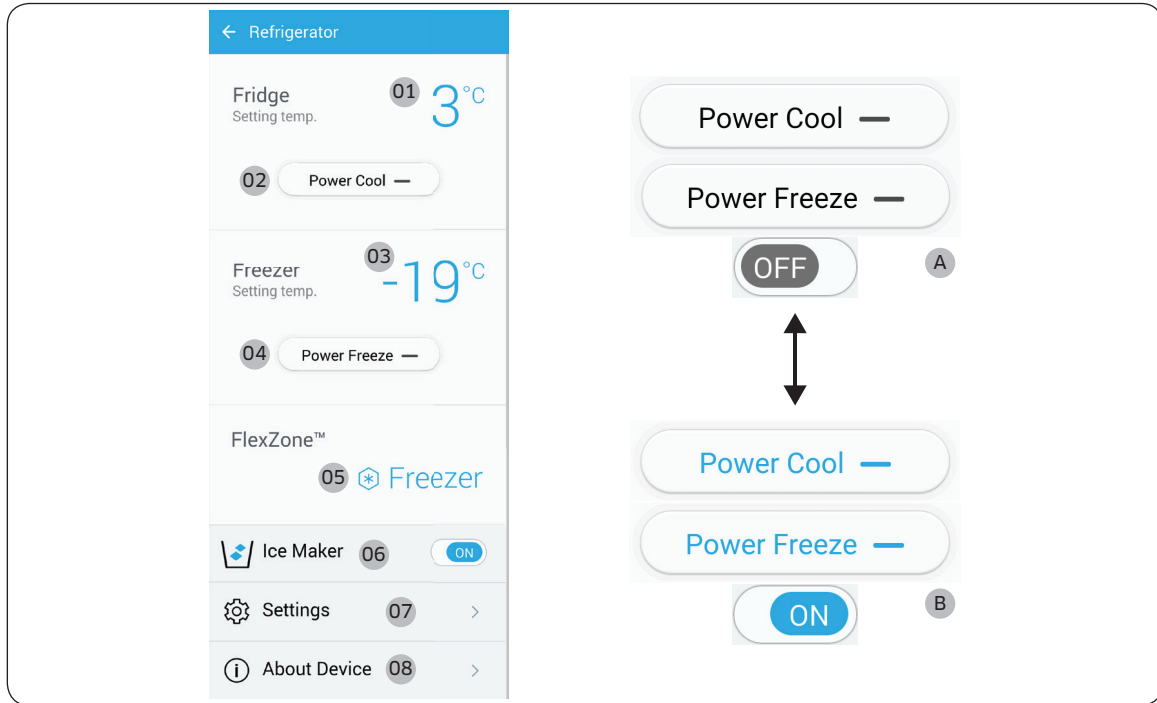 ← Refrigerator
Fridge
Setting temp.
01
3°C
02
Power Cool —
Freezer
Setting temp.
03
-19°C
04
Power Freeze —
FlexZone™
05
Freezer
Ice Maker
06
ON
Settings
07
>
About Device
08
>
Power Cool —
Power Freeze —
OFF
A
Power Cool —
Power Freeze —
ON
B